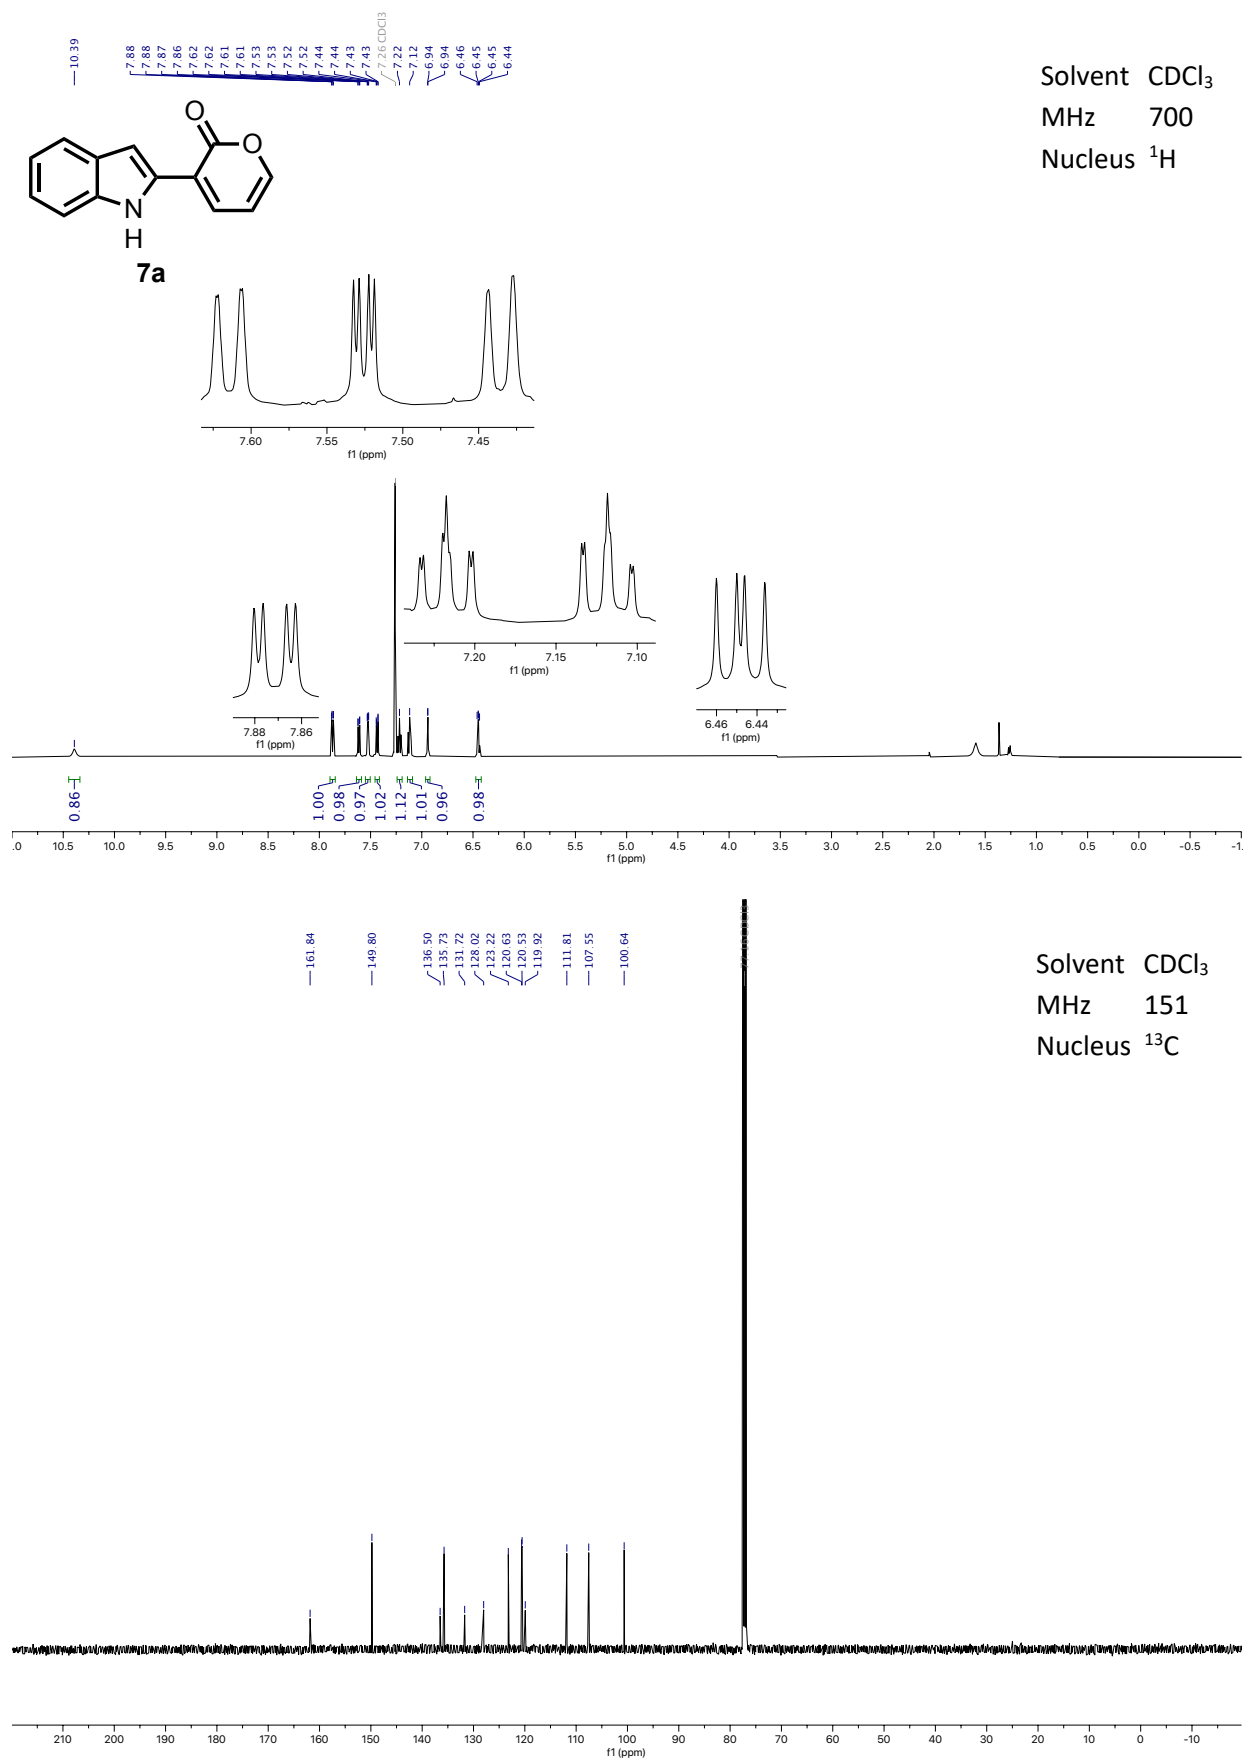 10.39
7.88
7.88
7.87
7.86
7.62
7.62
7.61
7.61
7.53
7.53
7.52
7.52
7.44
7.44
7.43
7.43
7.26 CDCl3
7.22
7.12
6.94
6.94
6.46
6.45
6.45
6.44
Solvent CDCl₃
MHz 700
Nucleus ¹H
O
O
N
H
7a
7.60 7.55 7.50 7.45
f1 (ppm)
7.20 7.15 7.10
f1 (ppm)
7.88 7.86
f1 (ppm)
6.46 6.44
f1 (ppm)
0.86
1.00
0.98
0.97
1.02
1.12
1.01
0.96
0.98
.0 10.5 10.0 9.5 9.0 8.5 8.0 7.5 7.0 6.5 6.0 5.5 5.0 4.5 4.0 3.5 3.0 2.5 2.0 1.5 1.0 0.5 0.0 -0.5 -1.
f1 (ppm)
161.84
149.80
136.50
135.73
131.72
128.02
123.22
120.63
120.53
119.92
111.81
107.55
100.64
Solvent CDCl₃
MHz 151
Nucleus ¹³C
210 200 190 180 170 160 150 140 130 120 110 100 90 80 70 60 50 40 30 20 10 0 -10
f1 (ppm)